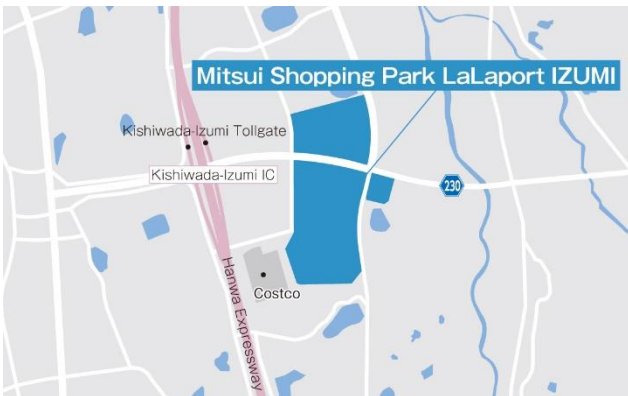 Mitsui Shopping Park LaLaport IZUMI
Kishiwada-Izumi Tollgate
Kishiwada-Izumi IC
230
Costco
Hanwa Expressway